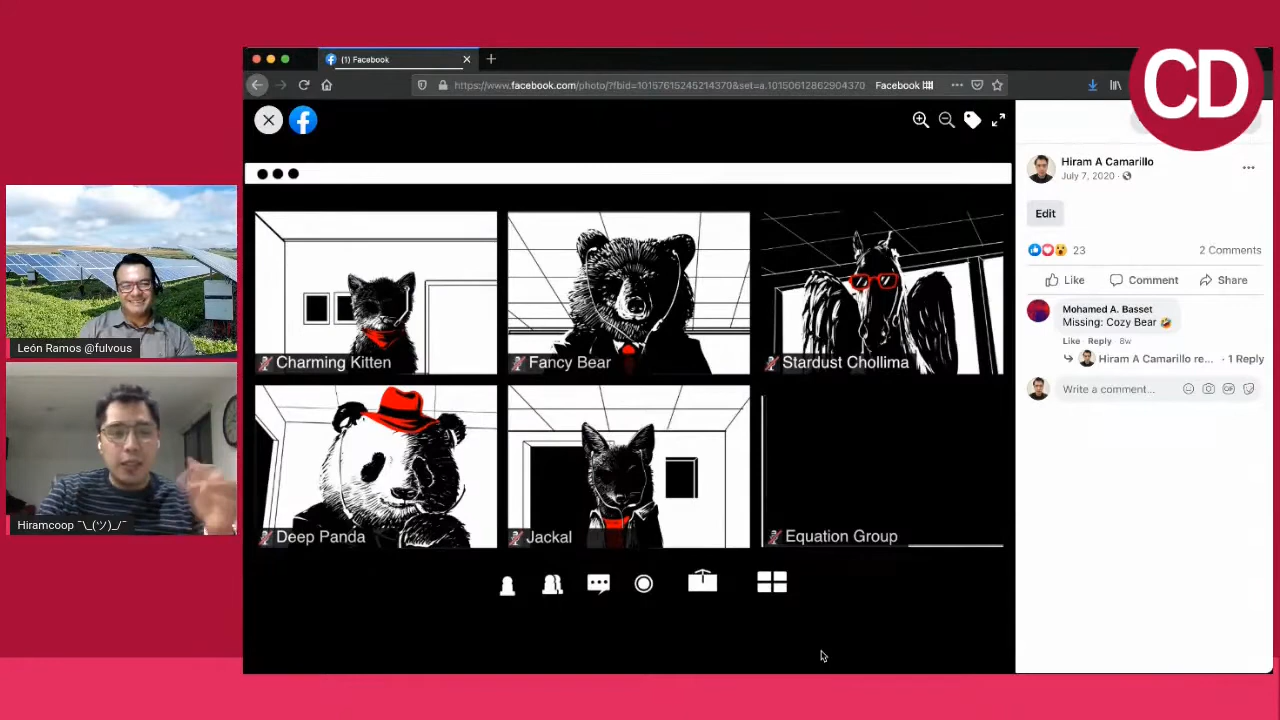 (1) Facebook
https://www.facebook.com/photo/?fbid=10157615245214370&set=a.10150612862904370
Facebook
CD
Hiram A Camarillo
July 7, 2020 ·
Edit
23
2 Comments
Like Comment Share
Mohamed A. Basset
Missing: Cozy Bear 🤣
Like Reply 8w
Hiram A Camarillo re... · 1 Reply
Write a comment...
León Ramos @fulvous
Hiramcoop ¯\_(ツ)_/¯
Charming Kitten
Fancy Bear
Stardust Chollima
Deep Panda
Jackal
Equation Group